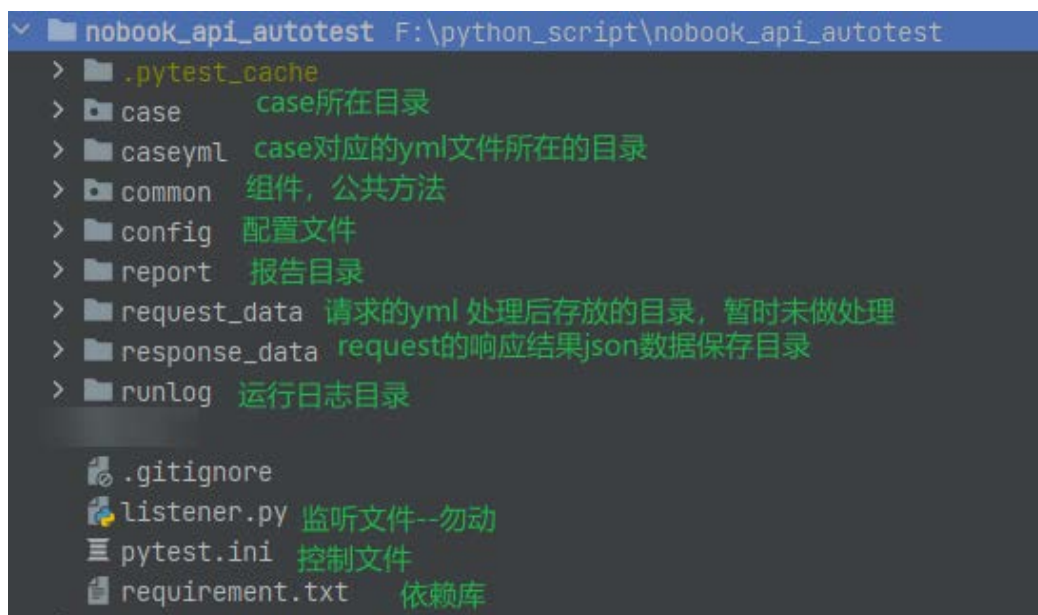 nobook_api_autotest F:\python_script\nobook_api_autotest
.pytest_cache
case case所在目录
caseyml case对应的yml文件所在的目录
common 组件，公共方法
config 配置文件
report 报告目录
request_data 请求的yml 处理后存放的目录，暂时未做处理
response_data request的响应结果json数据保存目录
runlog 运行日志目录
.gitignore
listener.py 监听文件--勿动
pytest.ini 控制文件
requirement.txt 依赖库